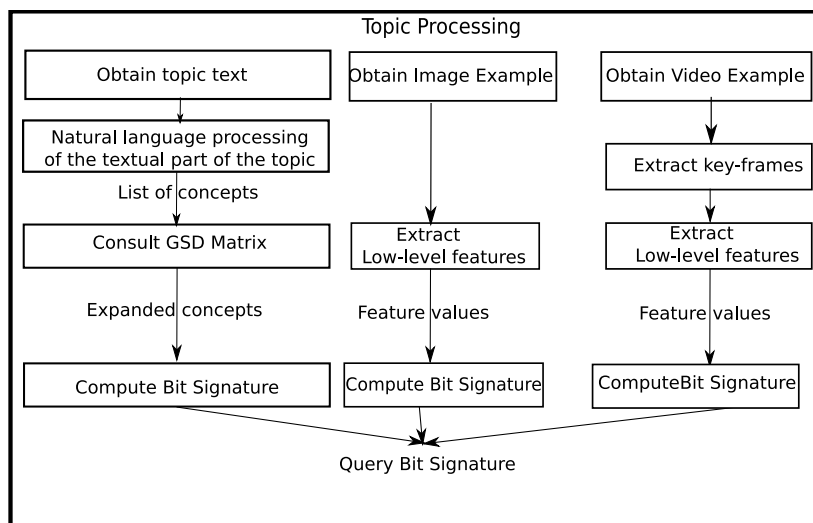 Topic Processing
Obtain topic text
Obtain Image Example
Obtain Video Example
Natural language processing
of the textual part of the topic
Extract key-frames
List of concepts
Consult GSD Matrix
Extract
Low-level features
Extract
Low-level features
Expanded concepts
Feature values
Feature values
Compute Bit Signature
Compute Bit Signature
ComputeBit Signature
Query Bit Signature